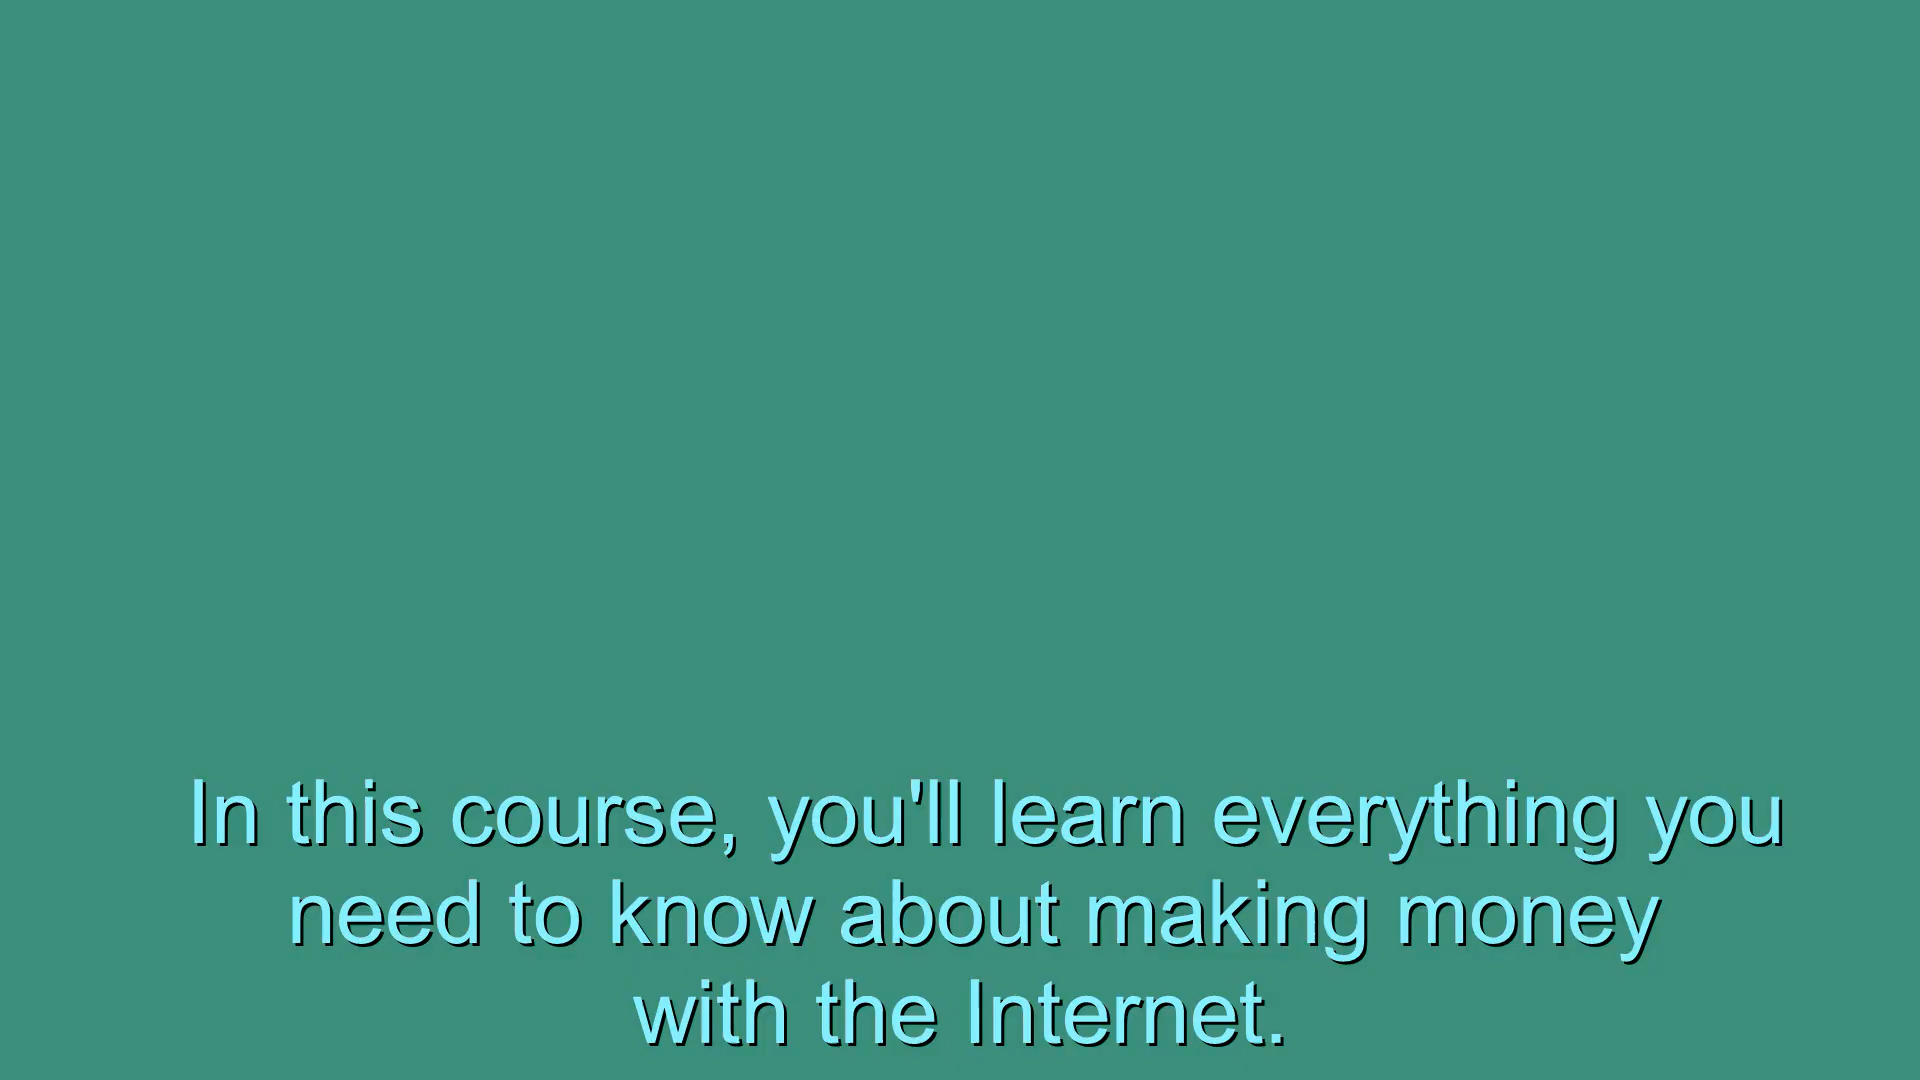 In this course, you'll learn everything you
need to know about making money
with the Internet.